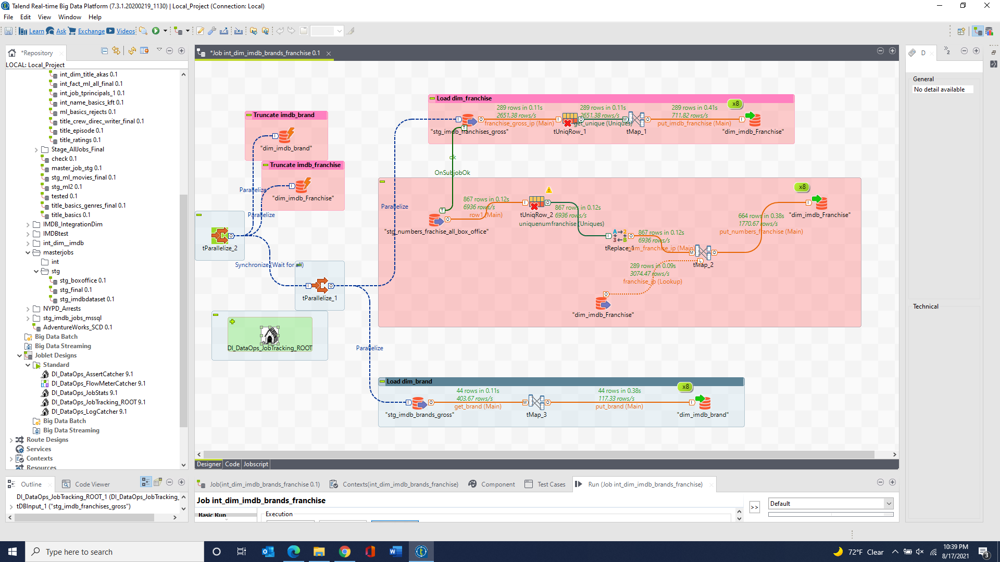 Talend Real-time Big Data Platform (7.3.1.20200219_1130) | Local_Project (Connection: Local)
File Edit View Window Help
Learn Ask Exchange Videos
*Repository
LOCAL: Local_Project
int_dim_title_akas 0.1
int_fact_ml_all_final 0.1
int_job_tprincipals_1 0.1
int_name_basics_kft 0.1
ml_basics_rejects 0.1
title_crew_direc_writer_final 0.1
title_episode 0.1
title_ratings 0.1
Stage_AllJobs_Final
check 0.1
master_job_stg 0.1
stg_ml_movies_final 0.1
stg_ml2 0.1
tested 0.1
title_basics_genres_final 0.1
title_basics 0.1
IMDB_IntegrationDim
IMDBtest
int_dim__imdb
masterjobs
int
stg
stg_boxoffice 0.1
stg_final 0.1
stg_imdbdataset 0.1
NYPD_Arrests
stg_imdb_jobs_mssql
AdventureWorks_SCD 0.1
Big Data Batch
Big Data Streaming
Joblet Designs
Standard
DI_DataOps_AssertCatcher 9.1
DI_DataOps_FlowMeterCatcher 9.1
DI_DataOps_JobStats 9.1
DI_DataOps_JobTracking_ROOT 9.1
DI_DataOps_LogCatcher 9.1
Big Data Batch
Big Data Streaming
Route Designs
Services
Contexts
Resources
*Job int_dim_imdb_brands_franchise 0.1
Truncate imdb_brand
"dim_imdb_brand"
Truncate imdb_franchise
"dim_imdb_Franchise"
Parallelize
Parallelize
tParallelize_2
Synchronize (Wait for all)
tParallelize_1
DI_DataOps_JobTracking_ROOT
Parallelize
Parallelize
Load dim_franchise
x8
289 rows in 0.11s
2651.38 rows/s
franchise_gross_ip (Main)
289 rows in 0.11s
2651.38 rows/s
get_unique (Uniques)
289 rows in 0.41s
711.82 rows/s
put_imdb_franchise (Main)
"stg_imdb_franchises_gross"
tUniqRow_1
tMap_1
"dim_imdb_Franchise"
ok
OnSubjobOk
x8
867 rows in 0.12s
6936 rows/s
row1 (Main)
"stg_numbers_frachise_all_box_office"
tUniqRow_2
867 rows in 0.12s
6936 rows/s
uniquenumfranchise (Uniques)
tReplace_1
867 rows in 0.12s
6936 rows/s
num_franchise_ip (Main)
tMap_2
664 rows in 0.38s
1770.67 rows/s
put_numbers_franchise (Main)
"dim_imdb_Franchise"
289 rows in 0.09s
3074.47 rows/s
franchise_ip (Lookup)
"dim_imdb_Franchise"
Load dim_brand
x8
44 rows in 0.11s
403.67 rows/s
get_brand (Main)
44 rows in 0.38s
117.33 rows/s
put_brand (Main)
"stg_imdb_brands_gross"
tMap_3
"dim_imdb_brand"
Designer Code Jobscript
D
2
General
No detail available
Technical
Outline Code Viewer
DI_DataOps_JobTracking_ROOT_1 (DI_DataOps_JobTracking_
tDBInput_1 ("stg_imdb_franchises_gross")
Job(int_dim_imdb_brands_franchise 0.1) Contexts(int_dim_imdb_brands_franchise) Component Test Cases Run (Job int_dim_imdb_brands_franchise)
Job int_dim_imdb_brands_franchise
Basic Run
Execution
>>
Default
Type here to search
72°F Clear
10:39 PM
8/17/2021
3